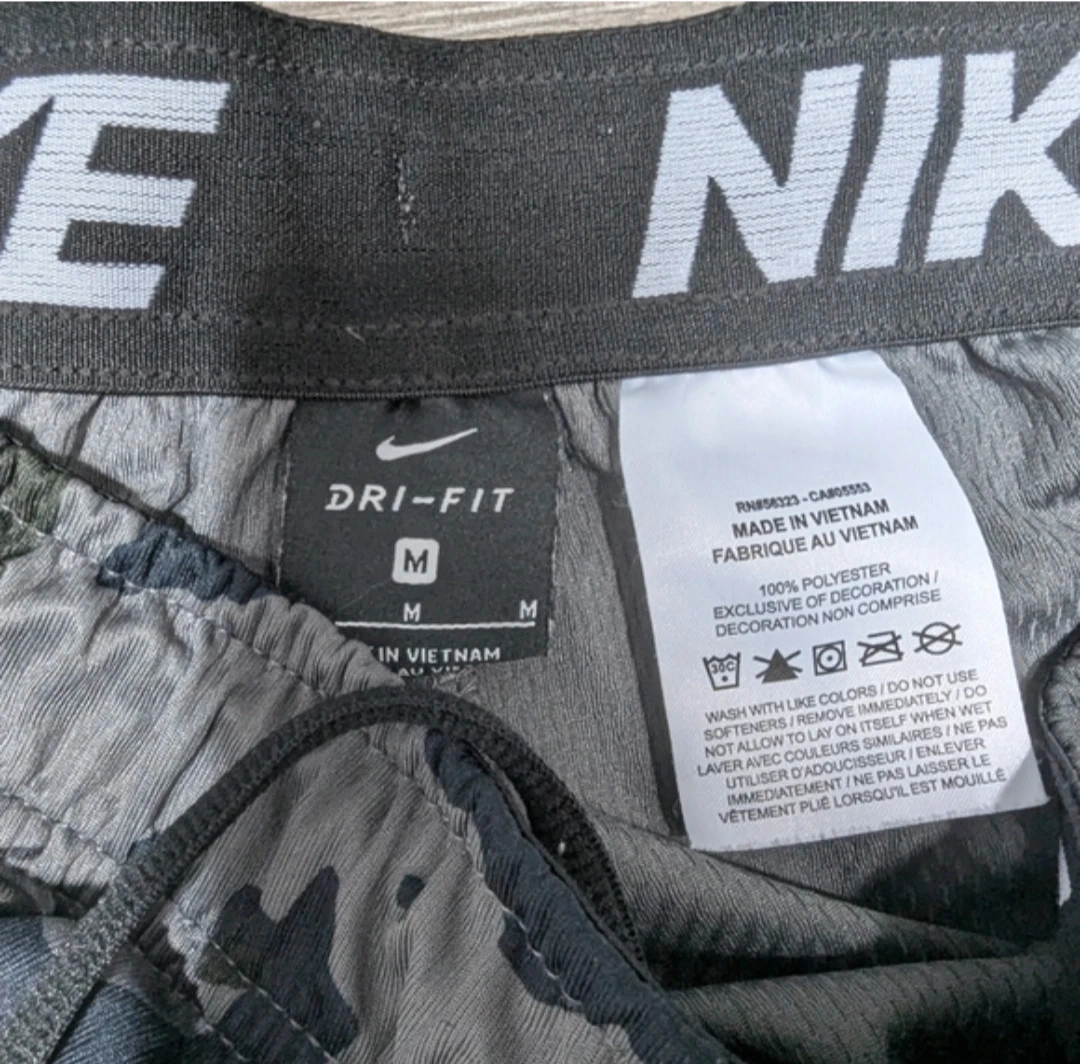 KE
NIK
DRI-FIT
M
M M
IN VIETNAM
AU
RN#56323 - CA#05553
MADE IN VIETNAM
FABRIQUE AU VIETNAM
100% POLYESTER
EXCLUSIVE OF DECORATION /
DECORATION NON COMPRISE
30C
WASH WITH LIKE COLORS / DO NOT USE
SOFTENERS / REMOVE IMMEDIATELY / DO
NOT ALLOW TO LAY ON ITSELF WHEN WET
LAVER AVEC COULEURS SIMILAIRES / NE PAS
UTILISER D'ADOUCISSEUR / ENLEVER
IMMEDIATEMENT / NE PAS LAISSER LE
VÊTEMENT PLIÉ LORSQU'IL EST MOUILLÉ